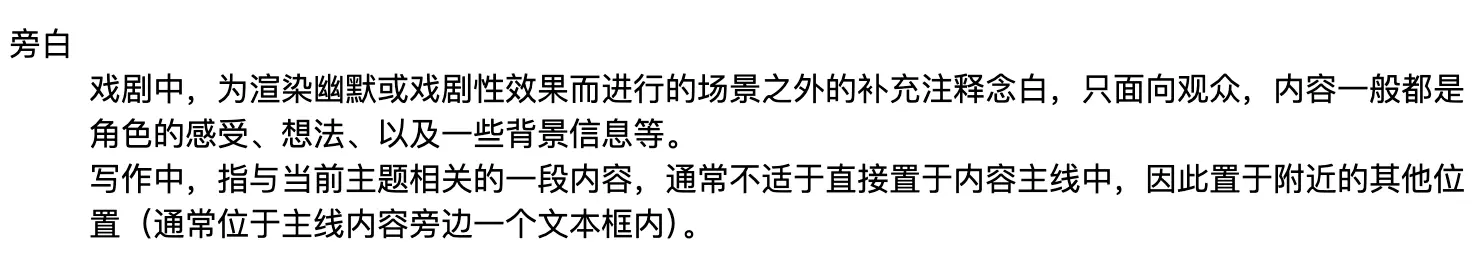 旁白
戏剧中，为渲染幽默或戏剧性效果而进行的场景之外的补充注释念白，只面向观众，内容一般都是
角色的感受、想法、以及一些背景信息等。
写作中，指与当前主题相关的一段内容，通常不适于直接置于内容主线中，因此置于附近的其他位
置（通常位于主线内容旁边一个文本框内）。